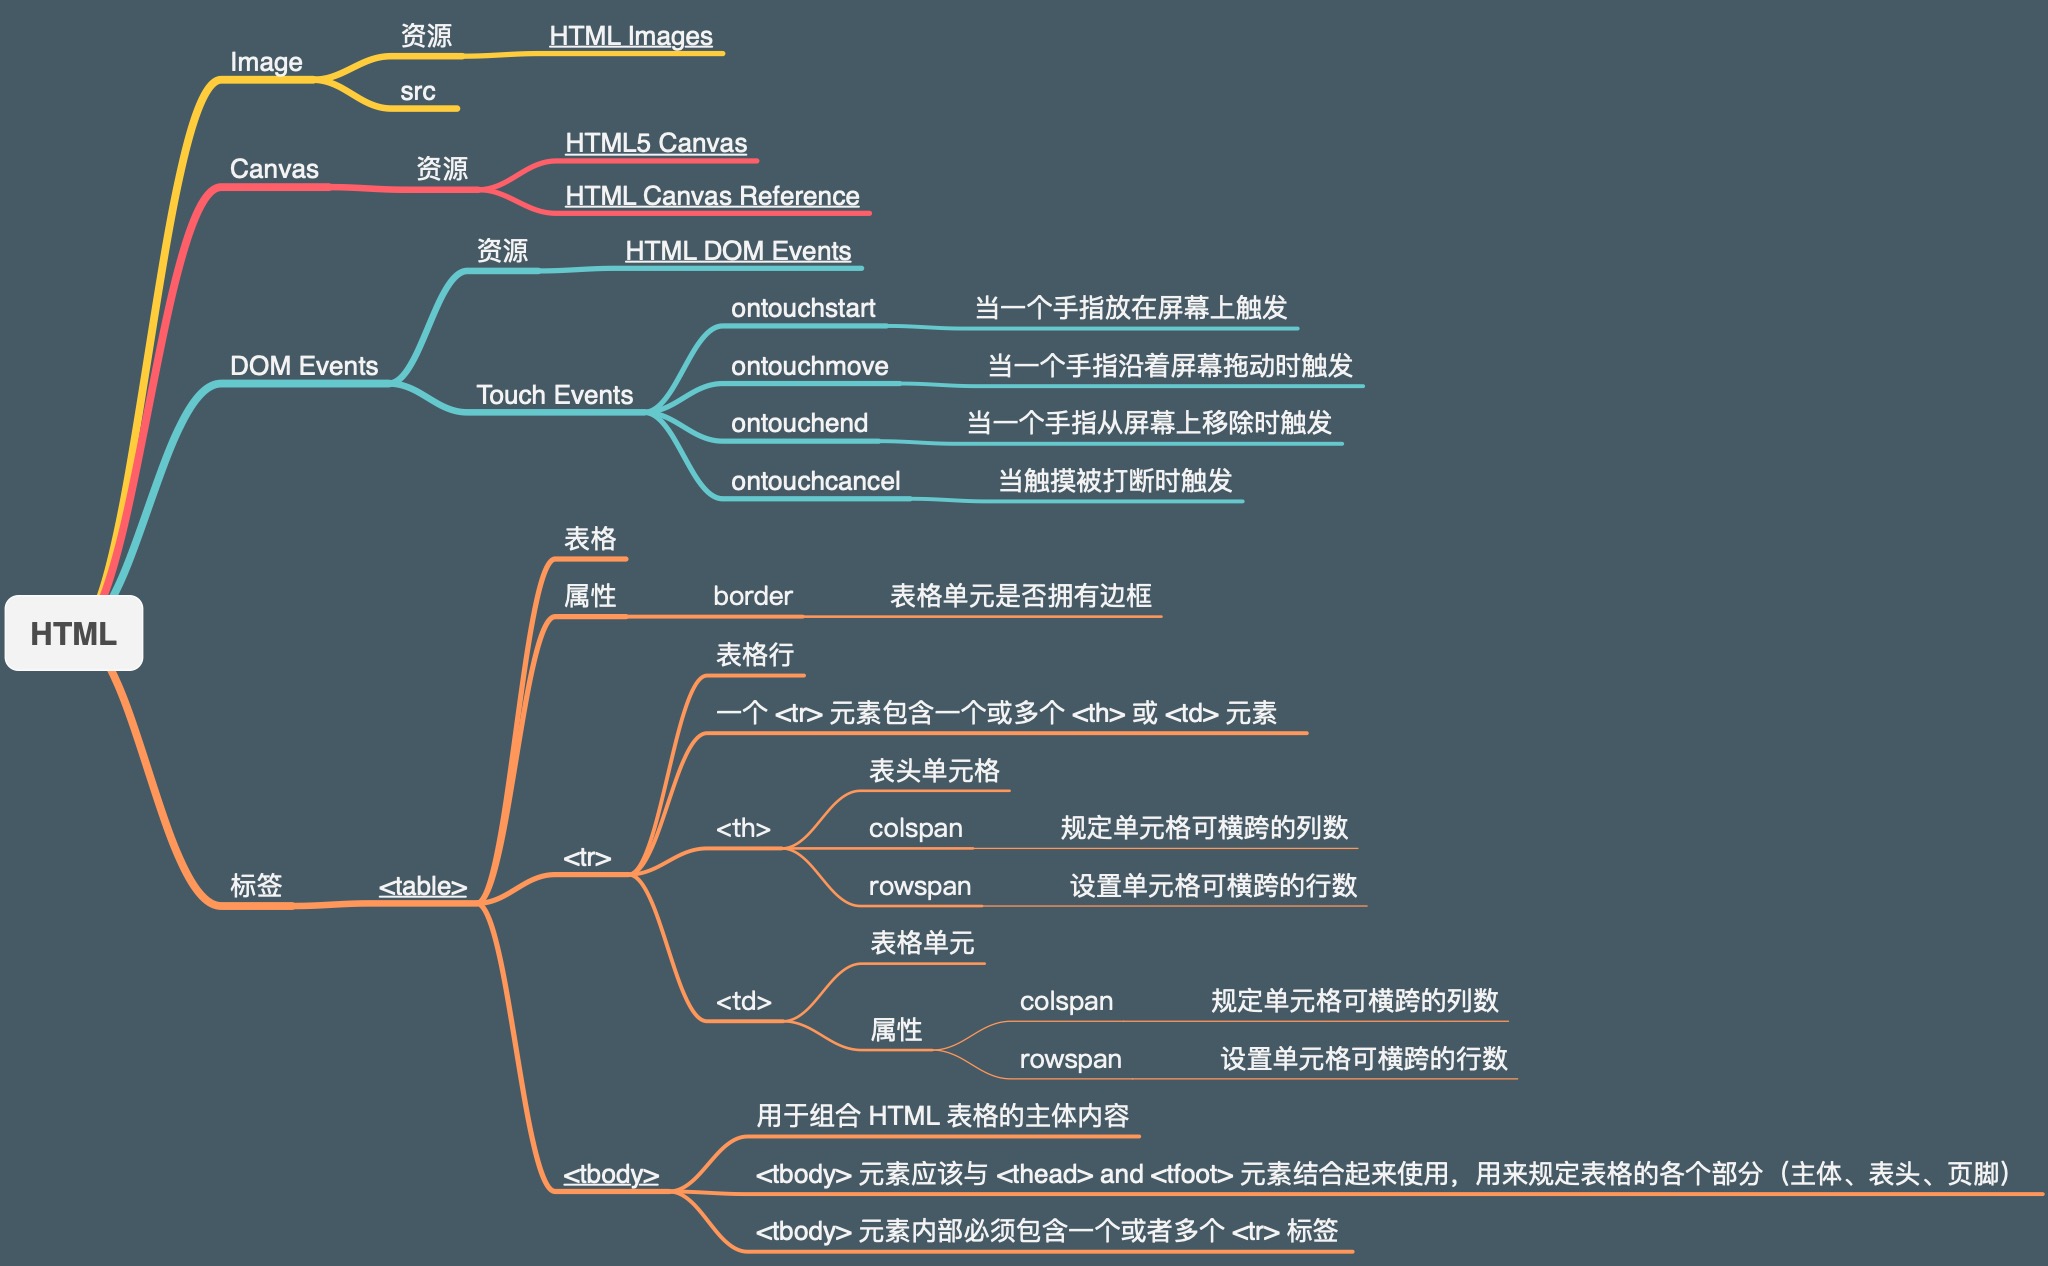 HTML
Image
资源
HTML Images
src
Canvas
资源
HTML5 Canvas
HTML Canvas Reference
DOM Events
资源
HTML DOM Events
Touch Events
ontouchstart
当一个手指放在屏幕上触发
ontouchmove
当一个手指沿着屏幕拖动时触发
ontouchend
当一个手指从屏幕上移除时触发
ontouchcancel
当触摸被打断时触发
标签
<table>
表格
属性
border
表格单元是否拥有边框
<tr>
表格行
一个 <tr> 元素包含一个或多个 <th> 或 <td> 元素
<th>
表头单元格
colspan
规定单元格可横跨的列数
rowspan
设置单元格可横跨的行数
<td>
表格单元
属性
colspan
规定单元格可横跨的列数
rowspan
设置单元格可横跨的行数
<tbody>
用于组合 HTML 表格的主体内容
<tbody> 元素应该与 <thead> and <tfoot> 元素结合起来使用，用来规定表格的各个部分（主体、表头、页脚）
<tbody> 元素内部必须包含一个或者多个 <tr> 标签